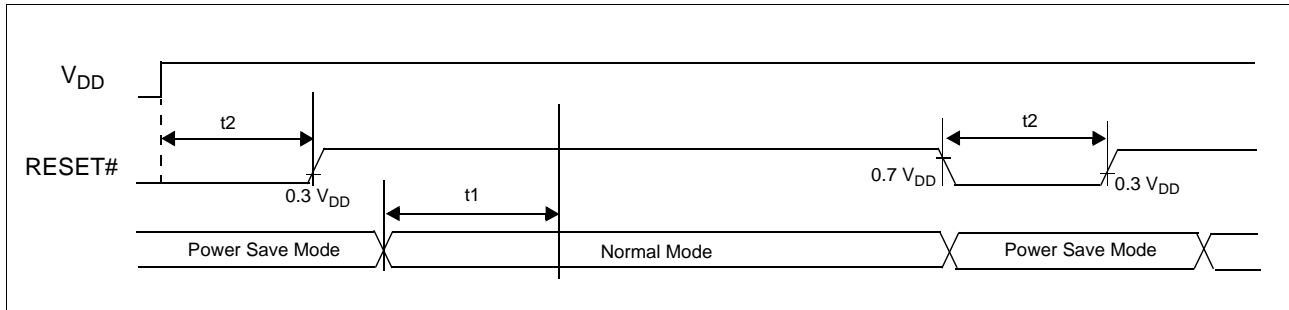 VDD
t2
t2
RESET#
0.3 VDD
0.7 VDD
0.3 VDD
t1
Power Save Mode
Normal Mode
Power Save Mode